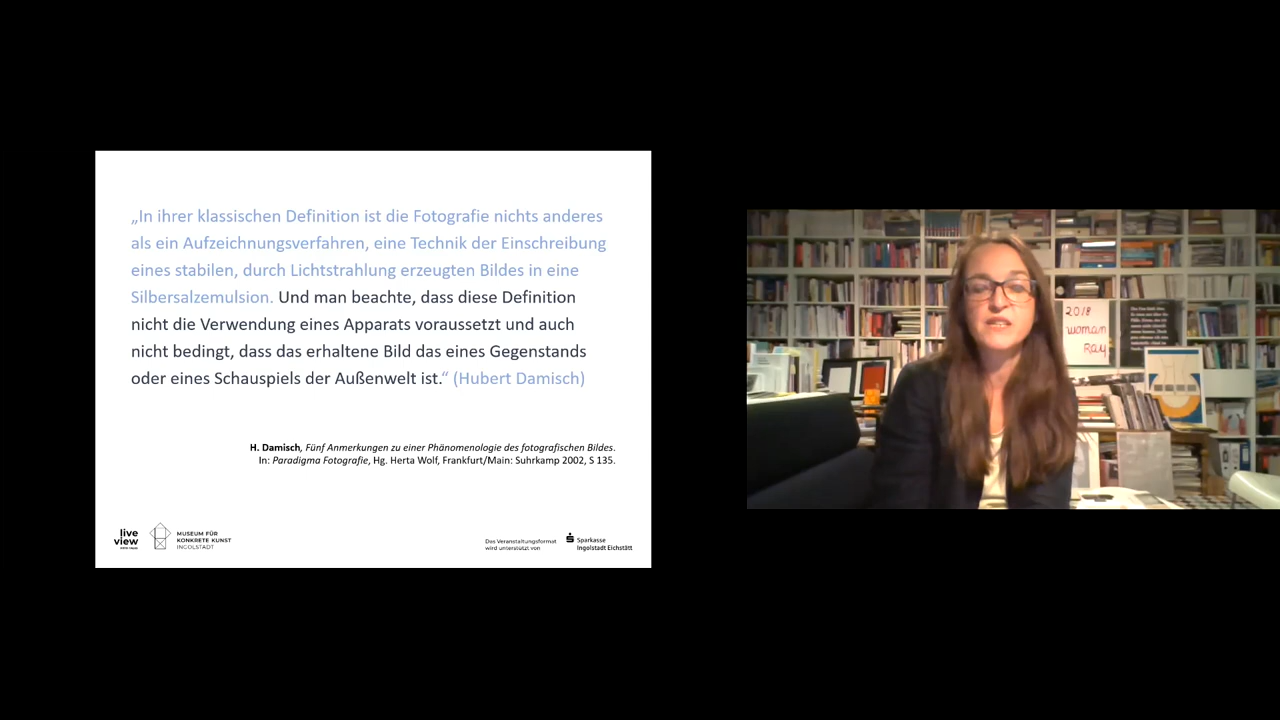 „In ihrer klassischen Definition ist die Fotografie nichts anderes
als ein Aufzeichnungsverfahren, eine Technik der Einschreibung
eines stabilen, durch Lichtstrahlung erzeugten Bildes in eine
Silbersalzemulsion. Und man beachte, dass diese Definition
nicht die Verwendung eines Apparats voraussetzt und auch
nicht bedingt, dass das erhaltene Bild das eines Gegenstands
oder eines Schauspiels der Außenwelt ist.“ (Hubert Damisch)
H. Damisch, Fünf Anmerkungen zu einer Phänomenologie des fotografischen Bildes.
In: Paradigma Fotografie, Hg. Herta Wolf, Frankfurt/Main: Suhrkamp 2002, S 135.
live
view
MUSEUM FÜR
KONKRETE KUNST
INGOLSTADT
Das Veranstaltungsformat
wird unterstützt von
Sparkasse
Ingolstadt Eichstätt
2018
woman
Ray